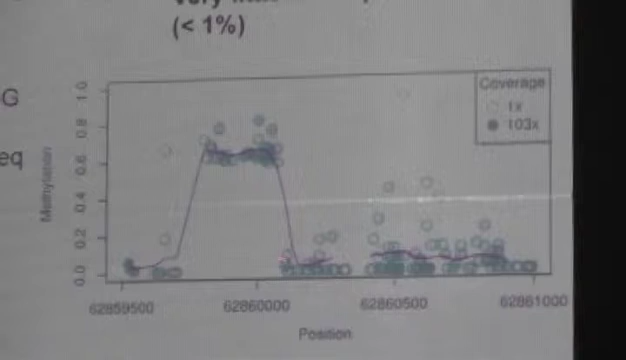 (< 1%)
G
eq
Coverage
1x
103x
Methylation
0.0 0.2 0.4 0.6 0.8 1.0
62859500 62860000 62860500 62861000
Position